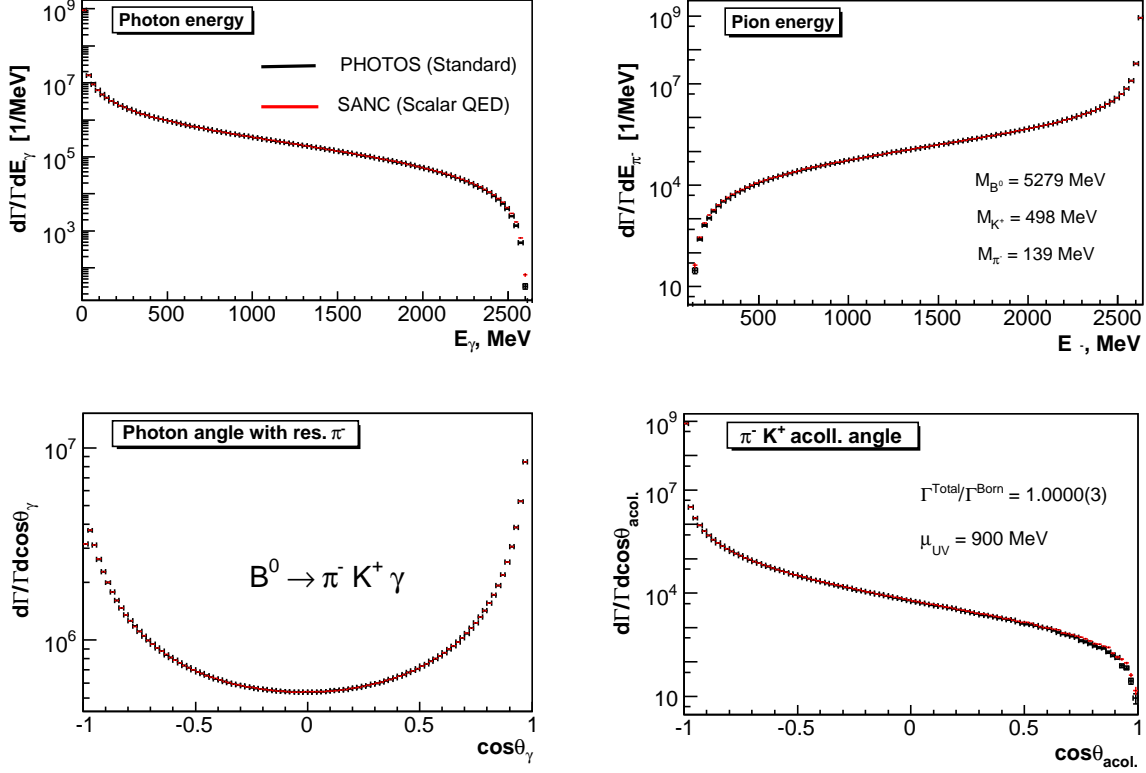 Photon energy
PHOTOS (Standard)
SANC (Scalar QED)
dΓ/ΓdE_γ [1/MeV]
10^9
10^7
10^5
10^3
0 500 1000 1500 2000 2500
E_γ, MeV
Pion energy
dΓ/ΓdE_π⁻ [1/MeV]
10^9
10^6
10^4
10
M_B⁰ = 5279 MeV
M_K⁺ = 498 MeV
M_π⁻ = 139 MeV
500 1000 1500 2000 2500
E_-, MeV
Photon angle with res. π⁻
dΓ/Γdcosθ_γ
10^7
10^6
B⁰ → π⁻ K⁺ γ
-1 -0.5 0 0.5 1
cosθ_γ
π⁻ K⁺ acoll. angle
dΓ/Γdcosθ_acol.
10^9
10^7
10^4
10
Γ^Total/Γ^Born = 1.0000(3)
μ_UV = 900 MeV
-1 -0.5 0 0.5 1
cosθ_acol.